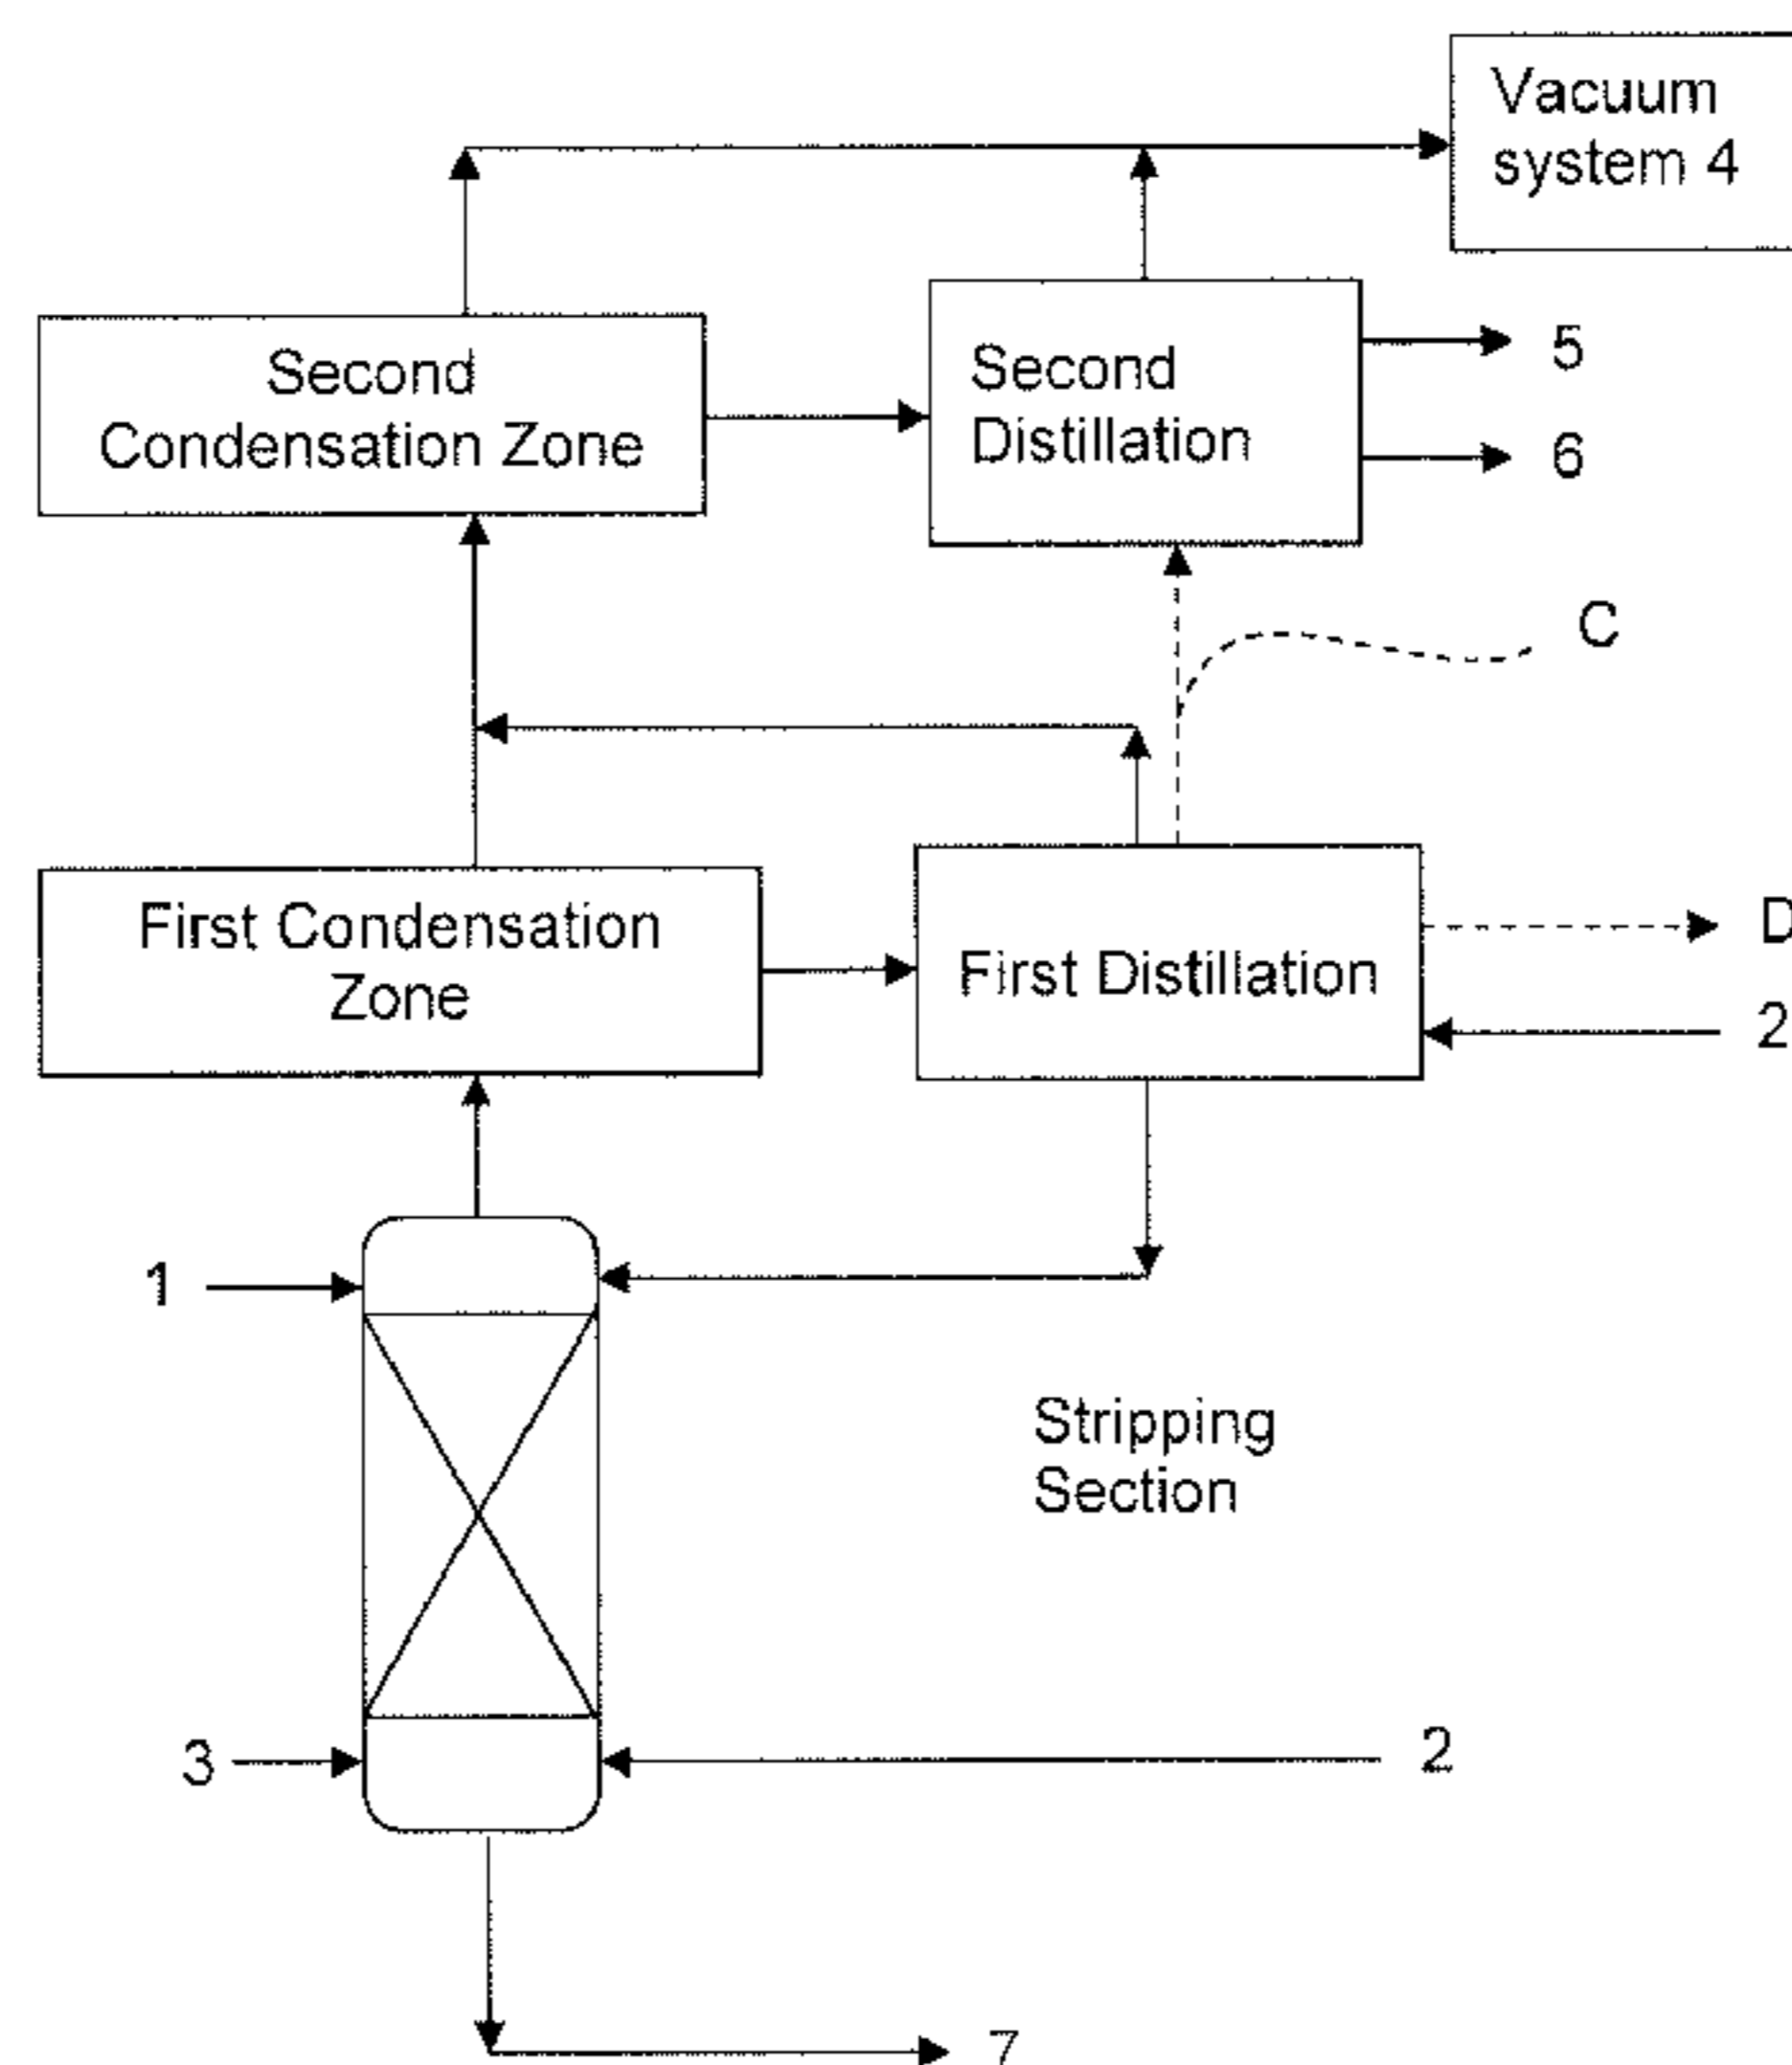 Vacuum
system 4
Second
Condensation Zone
Second
Distillation
5
6
C
First Condensation
Zone
First Distillation
D
2
1
Stripping
Section
3
2
7